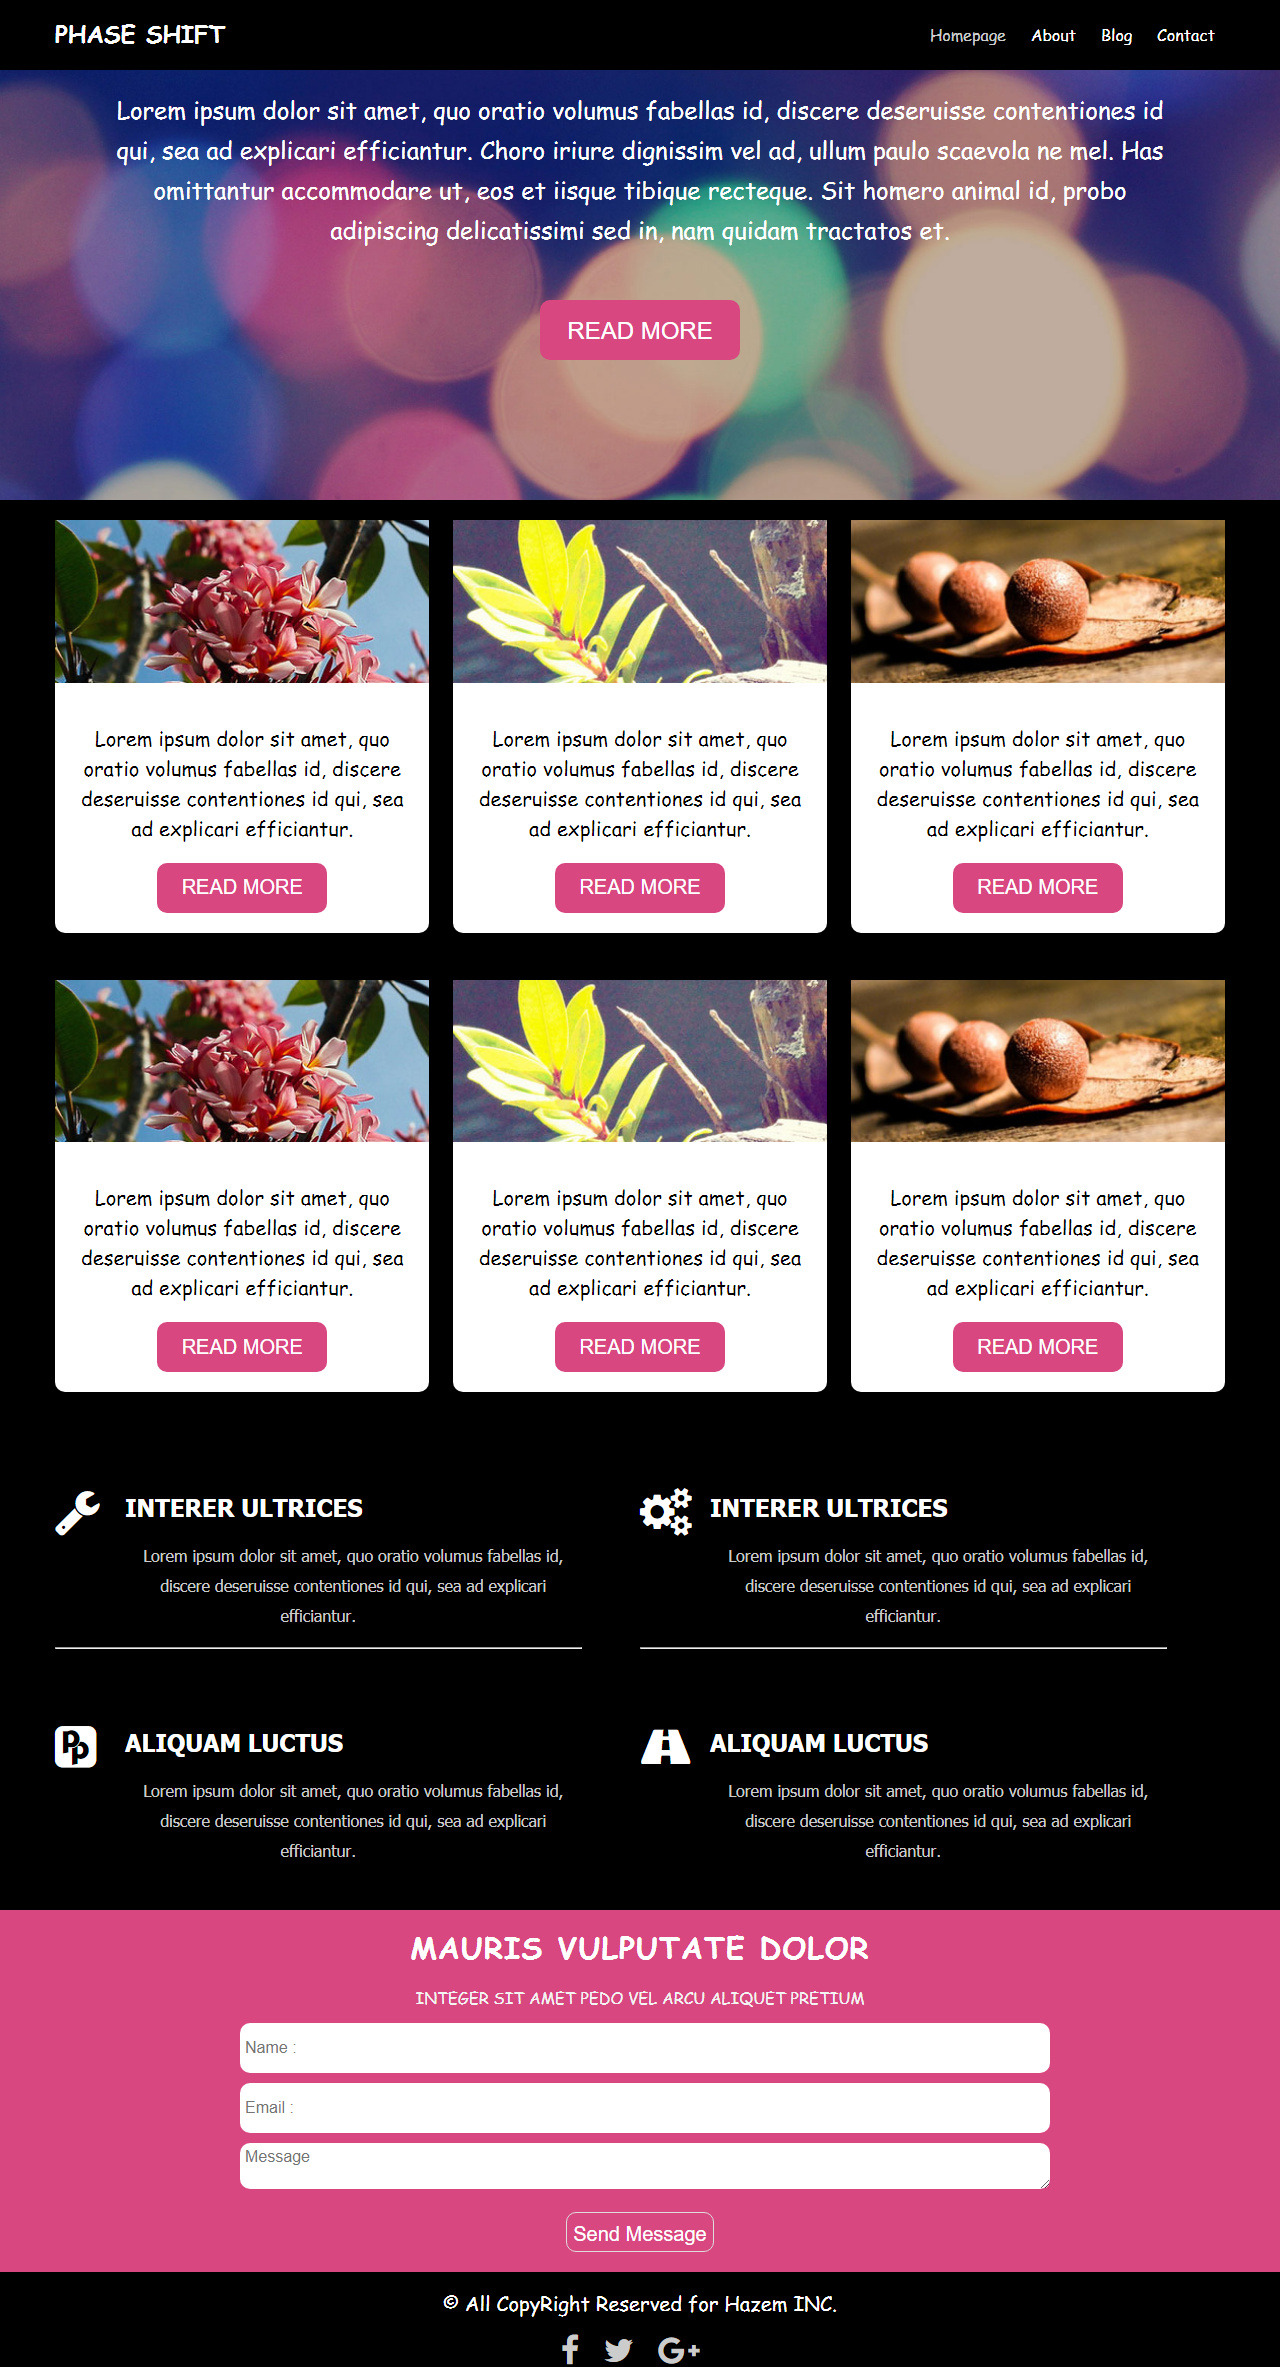 PHASE SHIFT
Homepage About Blog Contact
Lorem ipsum dolor sit amet, quo oratio volumus fabellas id, discere deseruisse contentiones id
qui, sea ad explicari efficiantur. Choro iriure dignissim vel ad, ullum paulo scaevola ne mel. Has
omittantur accommodare ut, eos et iisque tibique recteque. Sit homero animal id, probo
adipiscing delicatissimi sed in, nam quidam tractatos et.
READ MORE
Lorem ipsum dolor sit amet, quo
oratio volumus fabellas id, discere
deseruisse contentiones id qui, sea
ad explicari efficiantur.
READ MORE
Lorem ipsum dolor sit amet, quo
oratio volumus fabellas id, discere
deseruisse contentiones id qui, sea
ad explicari efficiantur.
READ MORE
Lorem ipsum dolor sit amet, quo
oratio volumus fabellas id, discere
deseruisse contentiones id qui, sea
ad explicari efficiantur.
READ MORE
Lorem ipsum dolor sit amet, quo
oratio volumus fabellas id, discere
deseruisse contentiones id qui, sea
ad explicari efficiantur.
READ MORE
Lorem ipsum dolor sit amet, quo
oratio volumus fabellas id, discere
deseruisse contentiones id qui, sea
ad explicari efficiantur.
READ MORE
Lorem ipsum dolor sit amet, quo
oratio volumus fabellas id, discere
deseruisse contentiones id qui, sea
ad explicari efficiantur.
READ MORE
INTERER ULTRICES
Lorem ipsum dolor sit amet, quo oratio volumus fabellas id,
discere deseruisse contentiones id qui, sea ad explicari
efficiantur.
INTERER ULTRICES
Lorem ipsum dolor sit amet, quo oratio volumus fabellas id,
discere deseruisse contentiones id qui, sea ad explicari
efficiantur.
ALIQUAM LUCTUS
Lorem ipsum dolor sit amet, quo oratio volumus fabellas id,
discere deseruisse contentiones id qui, sea ad explicari
efficiantur.
ALIQUAM LUCTUS
Lorem ipsum dolor sit amet, quo oratio volumus fabellas id,
discere deseruisse contentiones id qui, sea ad explicari
efficiantur.
MAURIS VULPUTATE DOLOR
INTEGER SIT AMET PEDO VEL ARCU ALIQUET PRETIUM
Name :
Email :
Message
Send Message
© All CopyRight Reserved for Hazem INC.